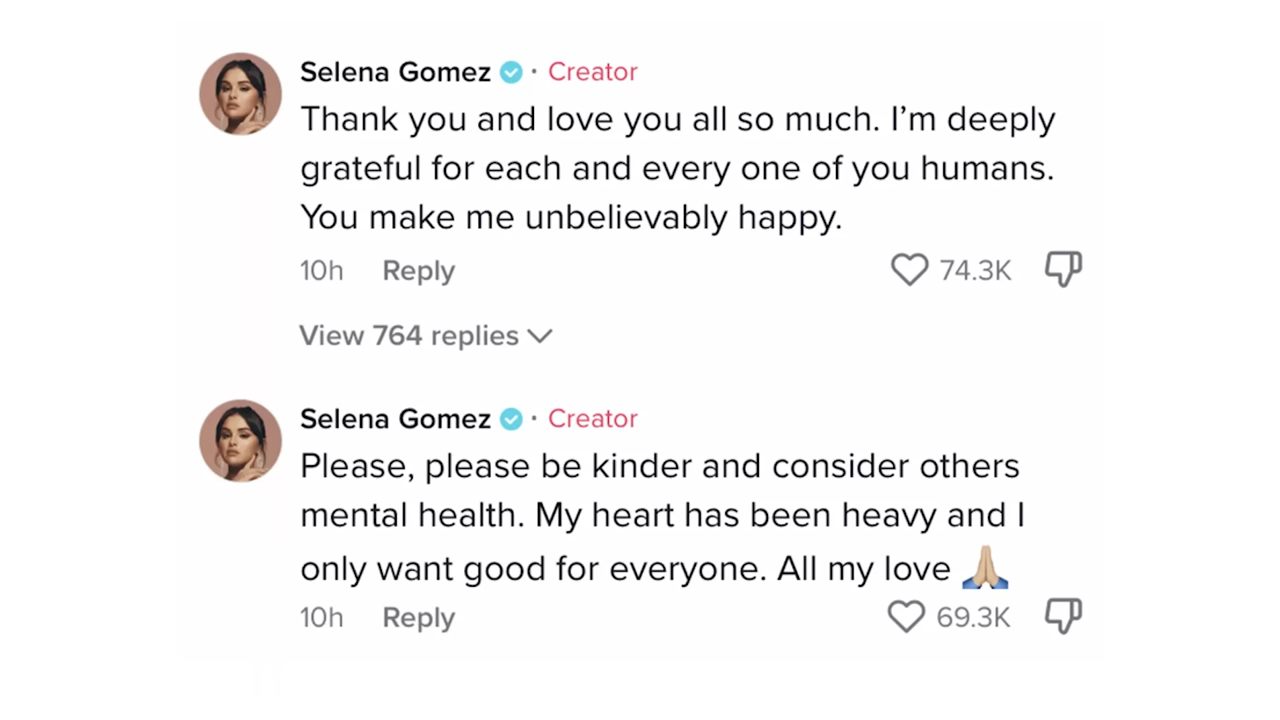 Selena Gomez · Creator
Thank you and love you all so much. I’m deeply
grateful for each and every one of you humans.
You make me unbelievably happy.
10h Reply 74.3K
View 764 replies
Selena Gomez · Creator
Please, please be kinder and consider others
mental health. My heart has been heavy and I
only want good for everyone. All my love 🙏🏼
10h Reply 69.3K